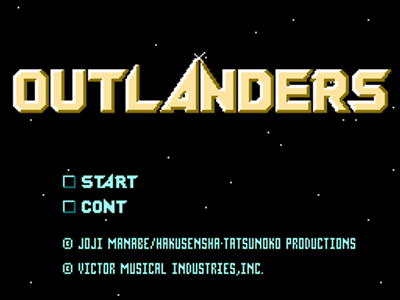 OUTLANDERS
START
CONT
© JOJI MANABE/HAKUSENSHA·TATSUNOKO PRODUCTIONS
© VICTOR MUSICAL INDUSTRIES,INC.